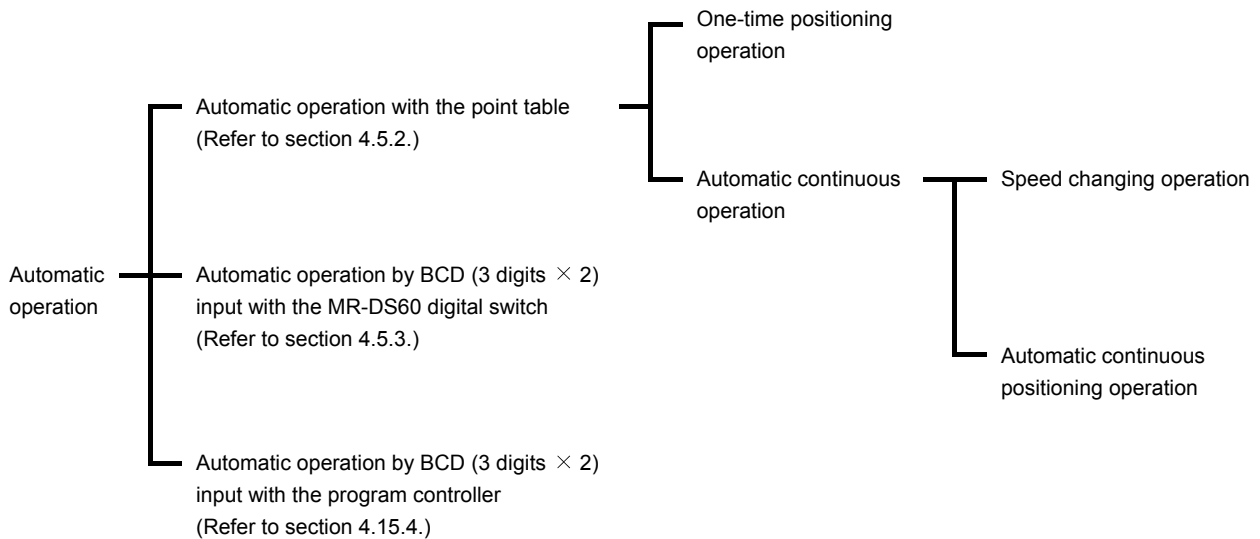 One-time positioning
operation
Automatic operation with the point table
(Refer to section 4.5.2.)
Automatic continuous
operation
Speed changing operation
Automatic
operation
Automatic operation by BCD (3 digits × 2)
input with the MR-DS60 digital switch
(Refer to section 4.5.3.)
Automatic continuous
positioning operation
Automatic operation by BCD (3 digits × 2)
input with the program controller
(Refer to section 4.15.4.)